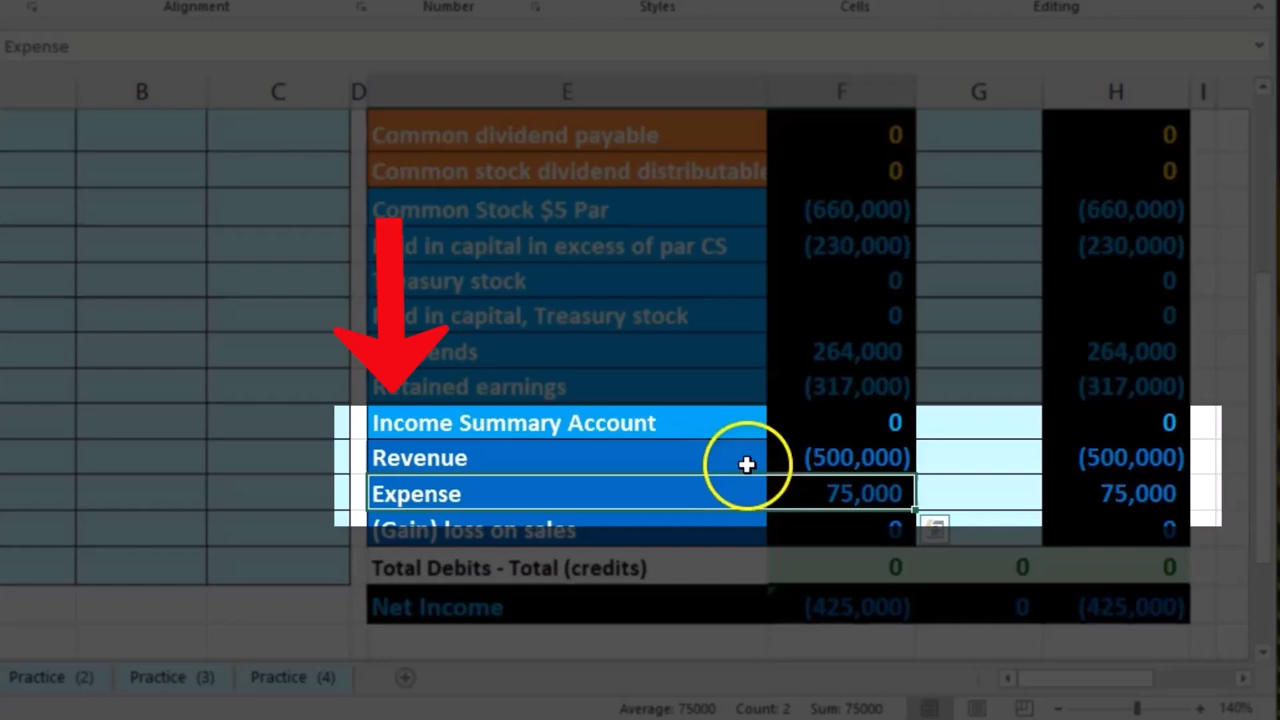 Alignment Number Styles Cells Editing
Expense
B C D E F G H I
Common dividend payable 0 0
Common stock dividend distributable 0 0
Common Stock $5 Par (660,000) (660,000)
in capital in excess of par CS (230,000) (230,000)
stock 0 0
in capital, Treasury stock 0 0
264,000 264,000
Retained earnings (317,000) (317,000)
Income Summary Account 0 0
Revenue (500,000) (500,000)
Expense 75,000 75,000
(Gain) loss on sales 0 0
Total Debits - Total (credits) 0 0 0
Net Income (425,000) 0 (425,000)
Practice (2) Practice (3) Practice (4)
Average: 75000 Count: 2 Sum: 75000 140%